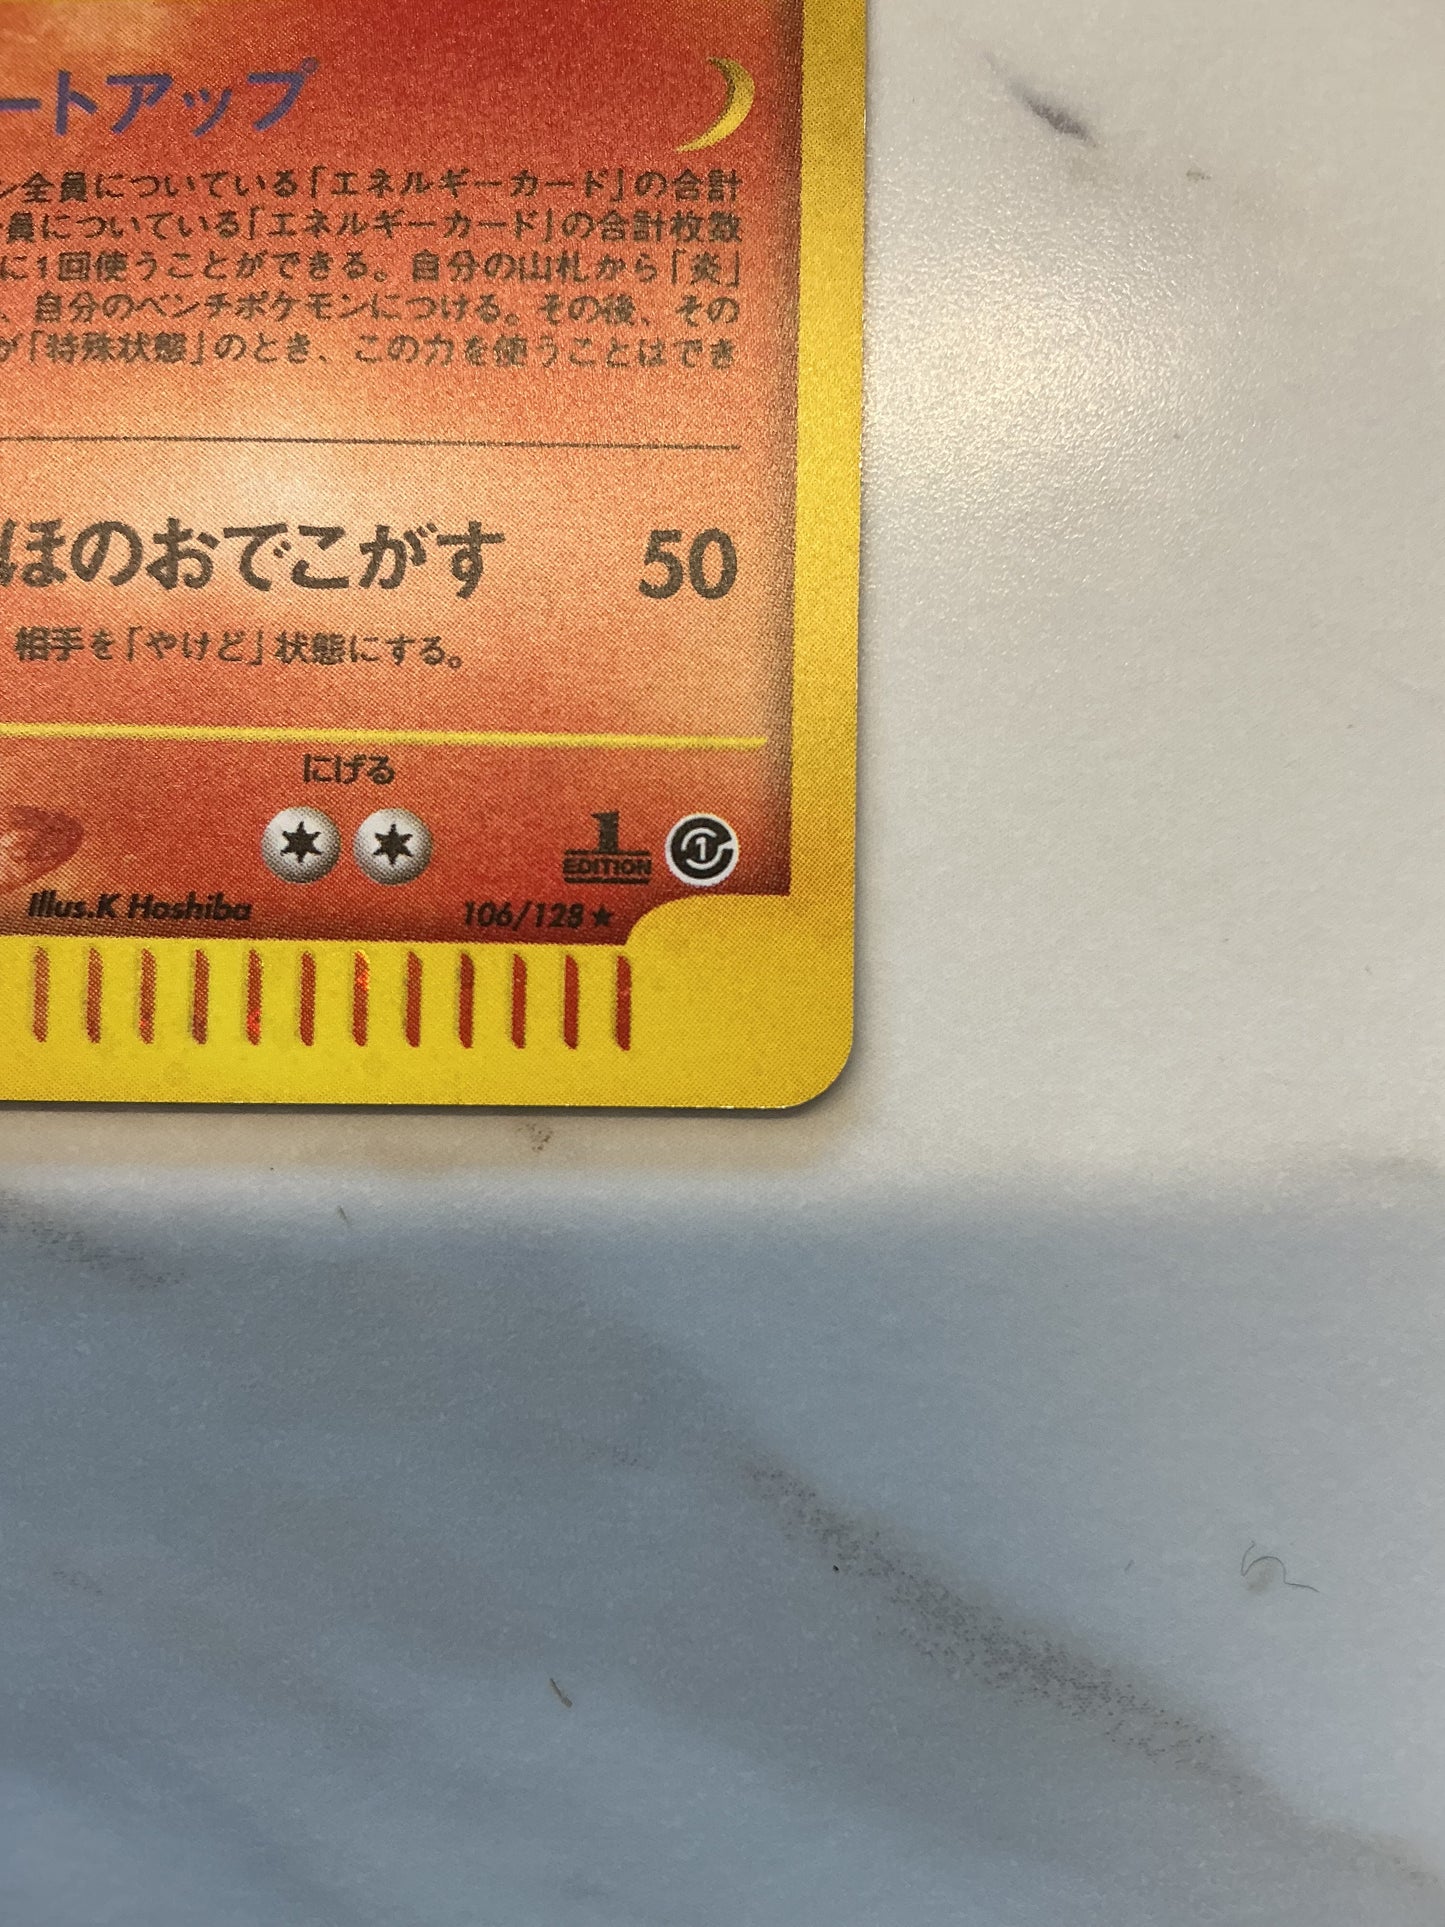 ートアップ
ン全員についている「エネルギーカード」の合計
員についている「エネルギーカード」の合計枚数
に1回使うことができる。自分の山札から「炎」
、自分のベンチポケモンにつける。その後、その
が「特殊状態」のとき、この力を使うことはでき
ほのおでこがす 50
相手を「やけど」状態にする。
にげる
1
EDITION
1
Illus.K Hoshiba
106/128★